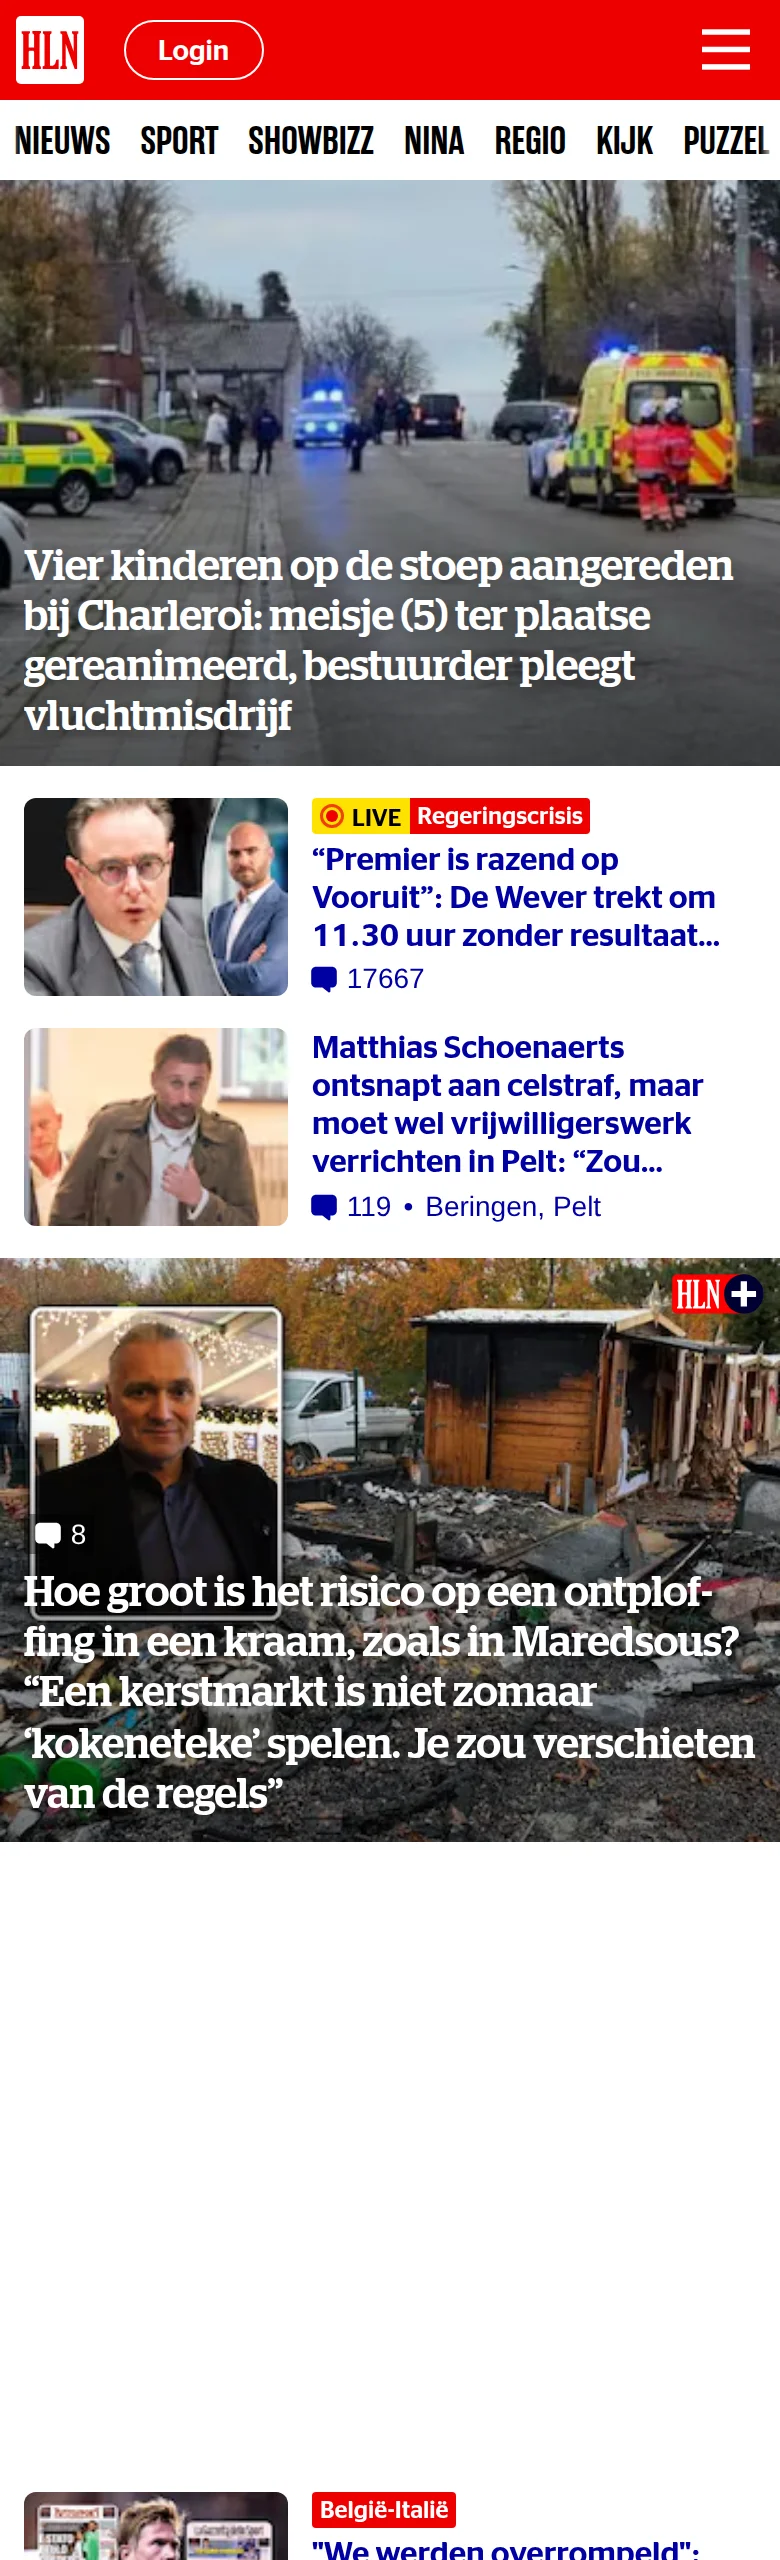 HLN
Login
NIEUWS SPORT SHOWBIZZ NINA REGIO KIJK PUZZEL
Vier kinderen op de stoep aangereden
bij Charleroi: meisje (5) ter plaatse
gereanimeerd, bestuurder pleegt
vluchtmisdrijf
LIVE Regeringscrisis
“Premier is razend op
Vooruit”: De Wever trekt om
11.30 uur zonder resultaat...
17667
Matthias Schoenaerts
ontsnapt aan celstraf, maar
moet wel vrijwilligerswerk
verrichten in Pelt: “Zou...
119 • Beringen, Pelt
HLN+
8
Hoe groot is het risico op een ontplof-
fing in een kraam, zoals in Maredsous?
“Een kerstmarkt is niet zomaar
‘kokeneteke’ spelen. Je zou verschieten
van de regels”
België-Italië
"We werden overrompeld":